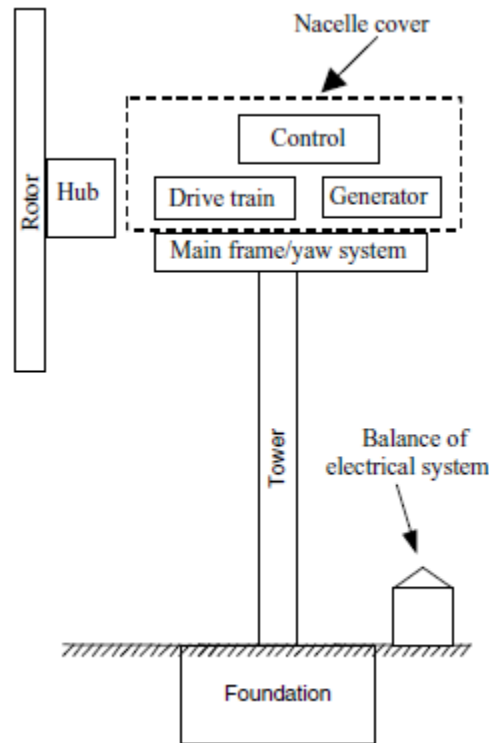 Nacelle cover
Control
Rotor
Hub
Drive train
Generator
Main frame/yaw system
Tower
Balance of
electrical system
Foundation